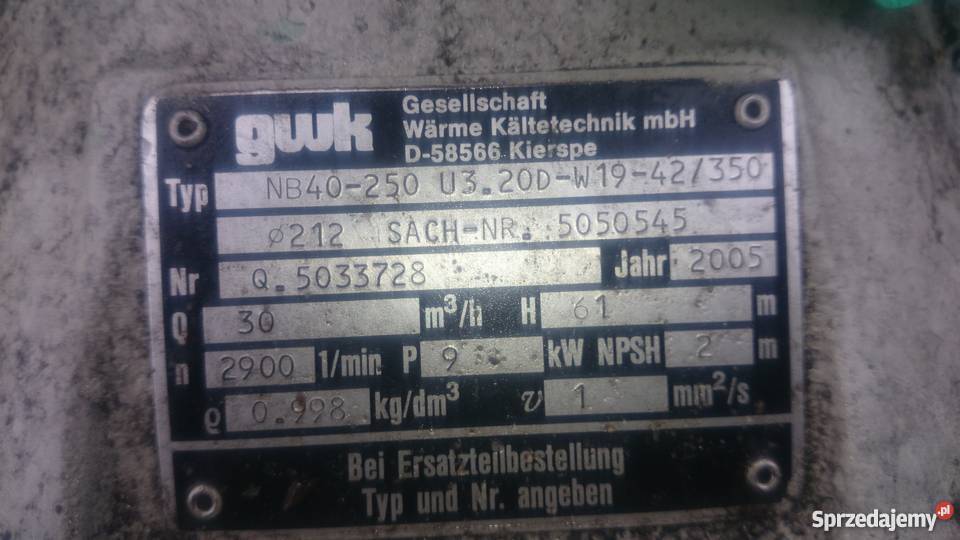 gwk
Gesellschaft
Wärme Kältetechnik mbH
D-58566 Kierspe
Typ NB40-250 U3.20D-W19-42/350
ø212 SACH-NR. 5050545
Nr Q.5033728 Jahr 2005
Q 30 m³/h H 61 m
n 2900 1/min P 9 kW NPSH 2 m
ϱ 0.998 kg/dm³ ν 1 mm²/s
Bei Ersatzteilbestellung
Typ und Nr. angeben
Sprzedajemy.pl